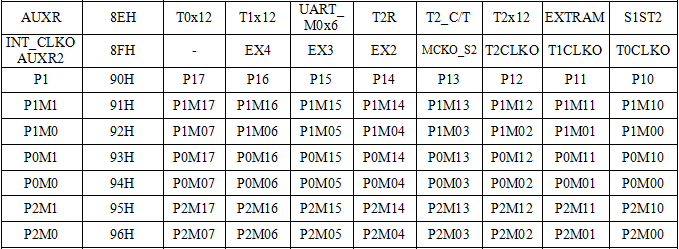 AUXR 8EH T0x12 T1x12 UART_ M0x6 T2R T2_C/T T2x12 EXTRAM S1ST2
INT_CLKO AUXR2 8FH - EX4 EX3 EX2 MCKO_S2 T2CLKO T1CLKO T0CLKO
P1 90H P17 P16 P15 P14 P13 P12 P11 P10
P1M1 91H P1M17 P1M16 P1M15 P1M14 P1M13 P1M12 P1M11 P1M10
P1M0 92H P1M07 P1M06 P1M05 P1M04 P1M03 P1M02 P1M01 P1M00
P0M1 93H P0M17 P0M16 P0M15 P0M14 P0M13 P0M12 P0M11 P0M10
P0M0 94H P0M07 P0M06 P0M05 P0M04 P0M03 P0M02 P0M01 P0M00
P2M1 95H P2M17 P2M16 P2M15 P2M14 P2M13 P2M12 P2M11 P2M10
P2M0 96H P2M07 P2M06 P2M05 P2M04 P2M03 P2M02 P2M01 P2M00